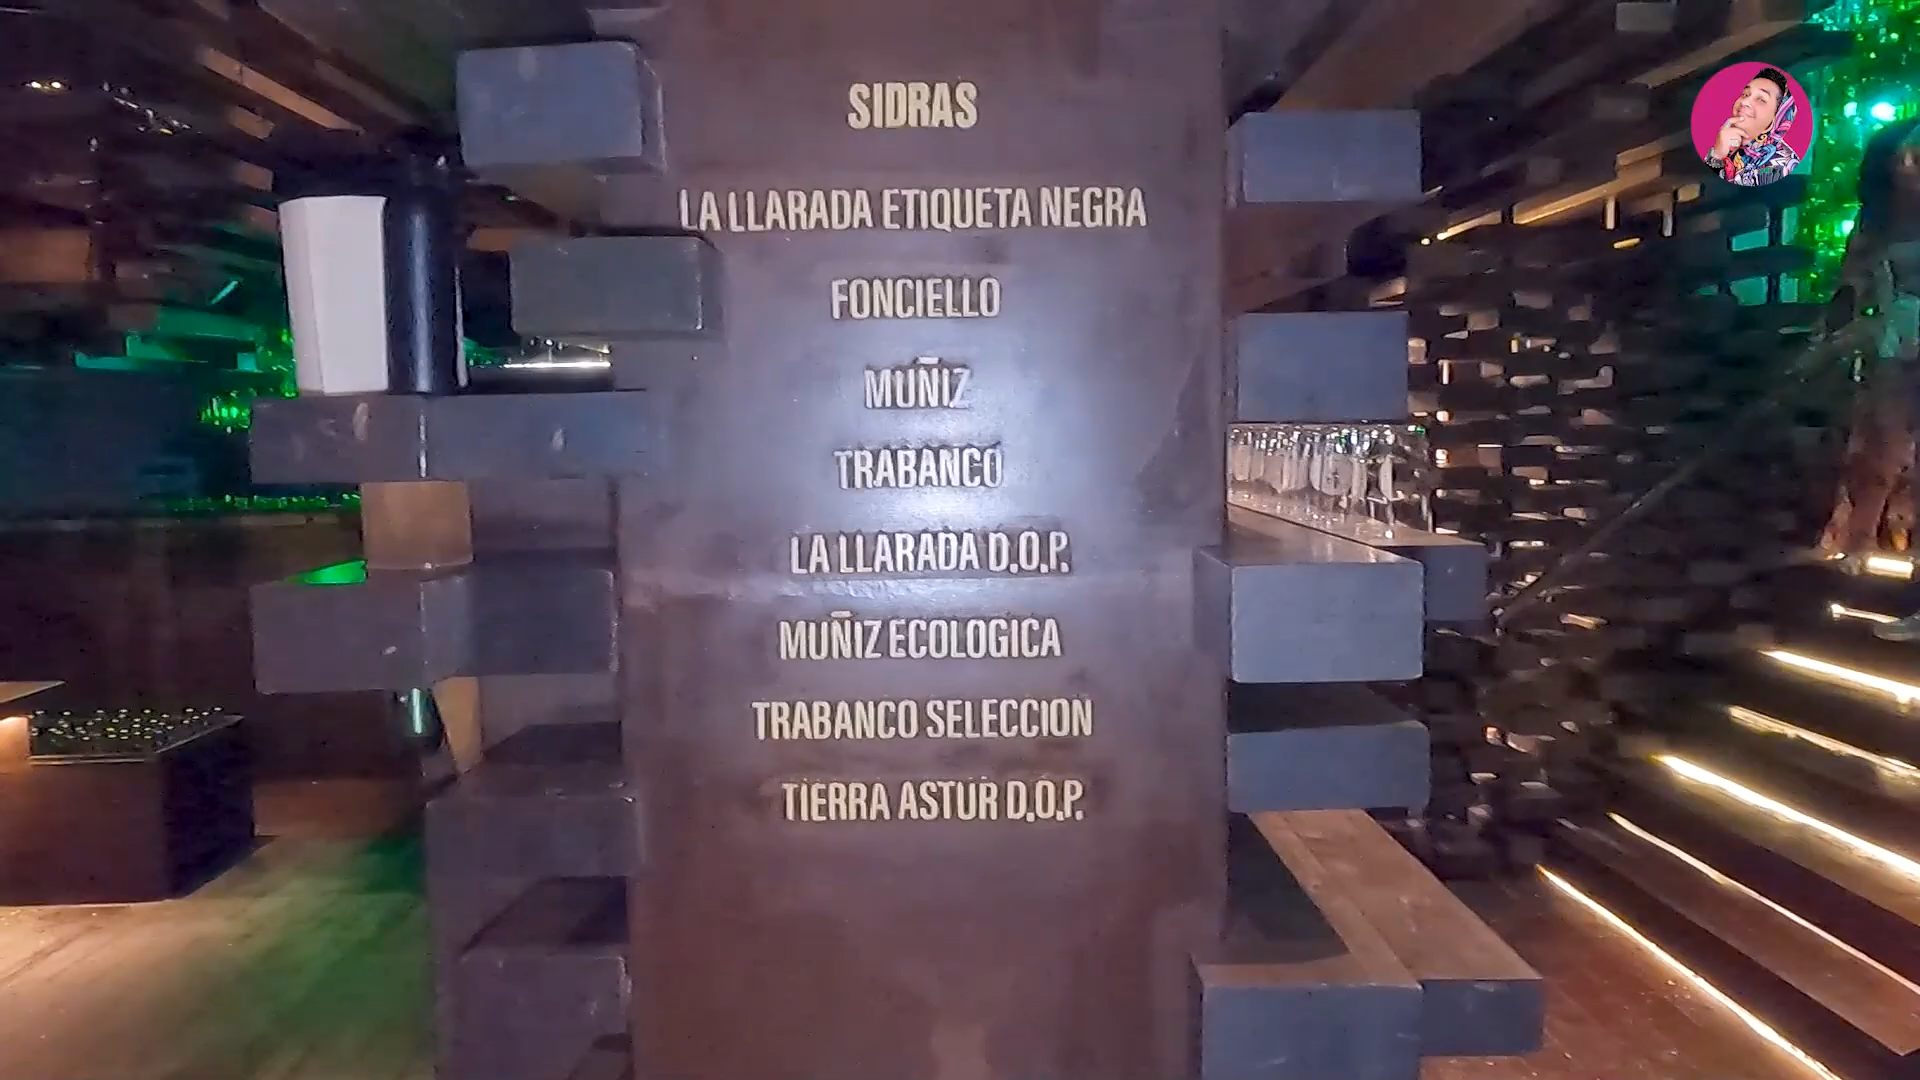 SIDRAS
LA LLARADA ETIQUETA NEGRA
FONCIELLO
MUÑIZ
TRABANCO
LA LLARADA D.O.P.
MUÑIZ ECOLOGICA
TRABANCO SELECCION
TIERRA ASTUR D.O.P.